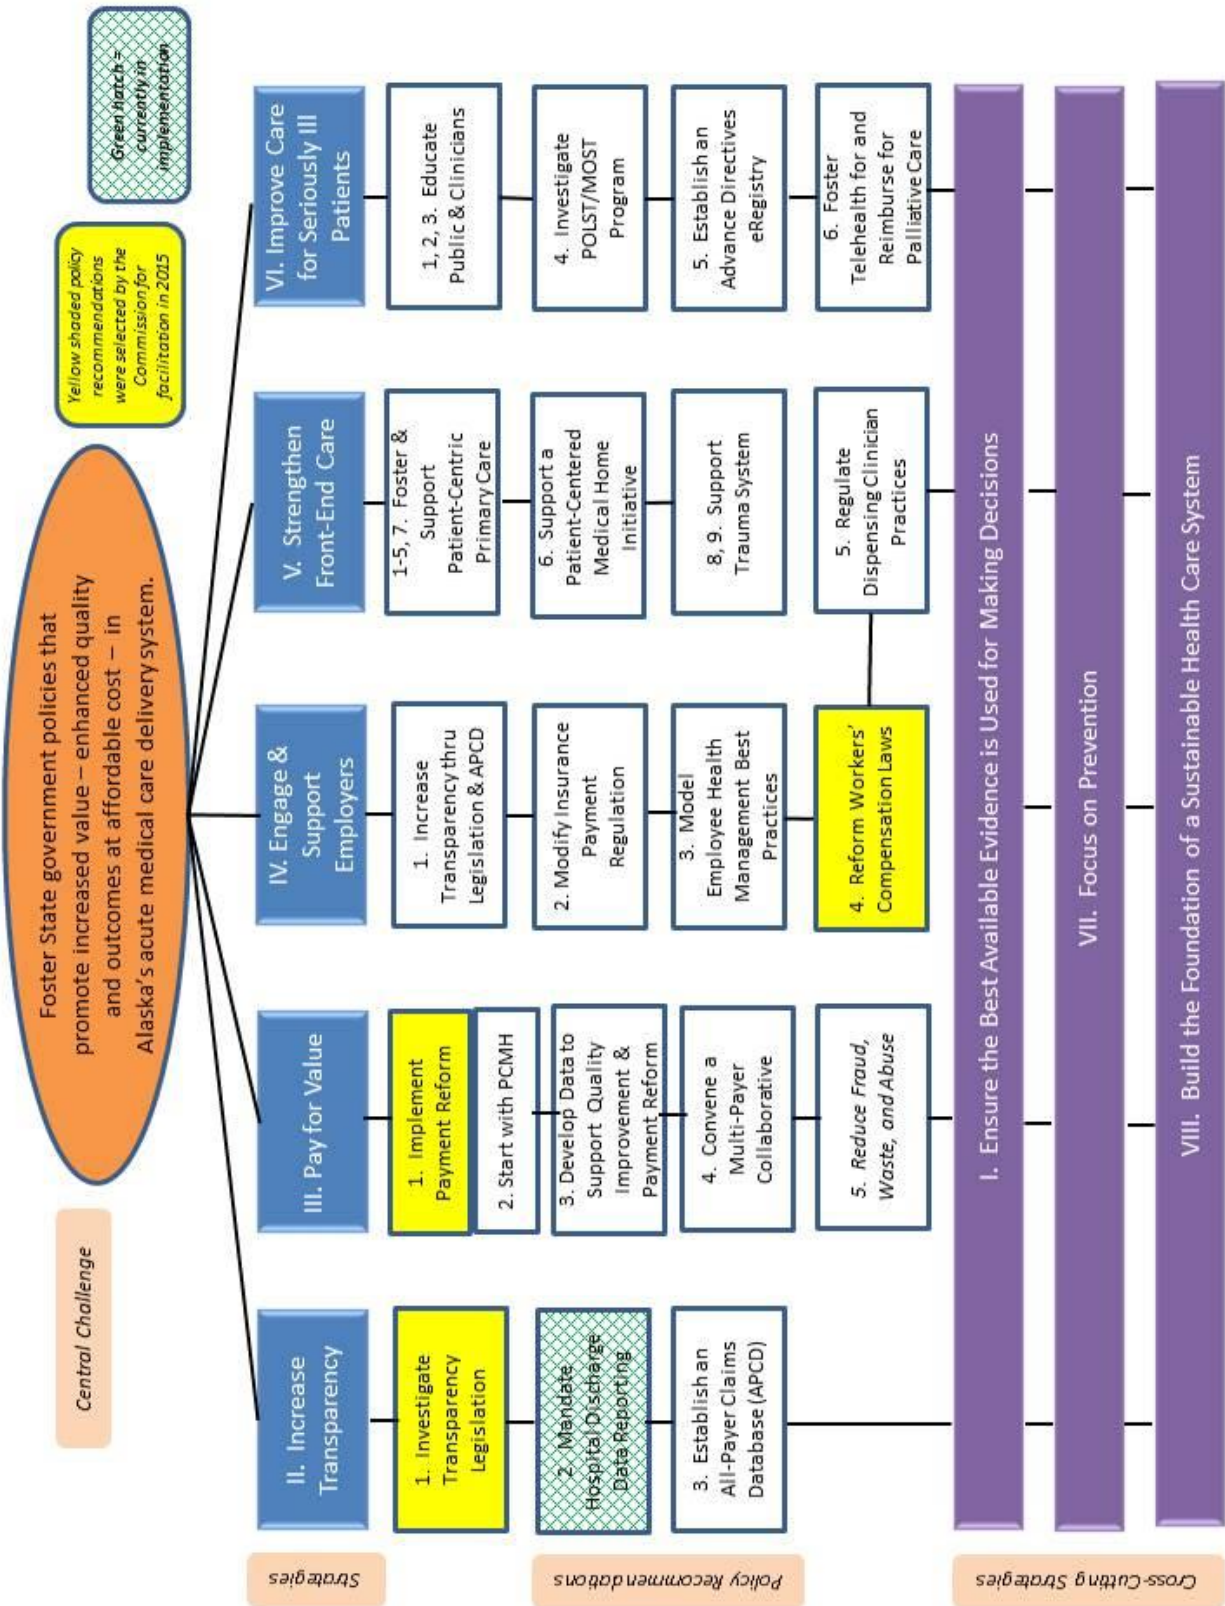 Central Challenge
Foster State government policies that
promote increased value – enhanced quality
and outcomes at affordable cost – in
Alaska's acute medical care delivery system.
Yellow shaded policy
recommendations
were selected by the
Commission for
facilitation in 2015
Green hatch =
currently in
implementation
Strategies
II. Increase
Transparency
III. Pay for Value
IV. Engage &
Support
Employers
V. Strengthen
Front-End Care
VI. Improve Care
for Seriously Ill
Patients
Policy Recommendations
1. Investigate
Transparency
Legislation
2 Mandate
Hospital Discharge
Data Reporting
3. Establish an
All-Payer Claims
Database (APCD)
1. Implement
Payment Reform
2. Start with PCMH
3. Develop Data to
Support Quality
Improvement &
Payment Reform
4. Convene a
Multi-Payer
Collaborative
5. Reduce Fraud,
Waste, and Abuse
1. Increase
Transparency thru
Legislation & APCD
2. Modify Insurance
Payment
Regulation
3. Model
Employee Health
Management Best
Practices
4. Reform Workers'
Compensation Laws
1-5, 7. Foster &
Support
Patient-Centric
Primary Care
6. Support a
Patient-Centered
Medical Home
Initiative
8, 9. Support
Trauma System
5. Regulate
Dispensing Clinician
Practices
1, 2, 3. Educate
Public & Clinicians
4. Investigate
POLST/MOST
Program
5. Establish an
Advance Directives
eRegistry
6. Foster
Telehealth for and
Reimburse for
Palliative Care
Cross-Cutting Strategies
I. Ensure the Best Available Evidence is Used for Making Decisions
VII. Focus on Prevention
VIII. Build the Foundation of a Sustainable Health Care System